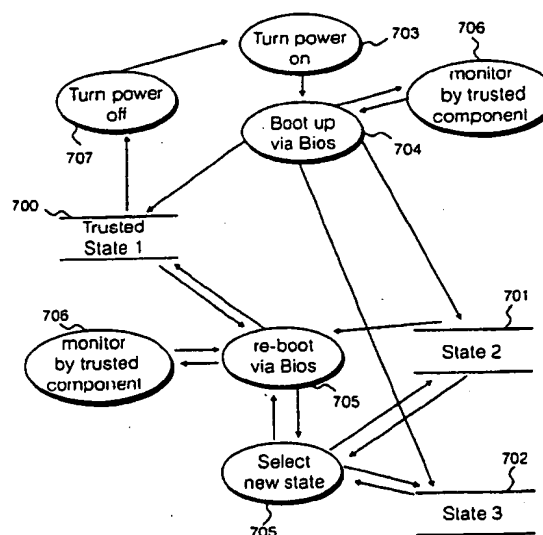 Turn power
on
703
706
monitor
by trusted
component
Turn power
off
707
Boot up
via Bios
704
700
Trusted
State 1
701
State 2
706
monitor
by trusted
component
re-boot
via Bios
705
Select
new state
705
702
State 3